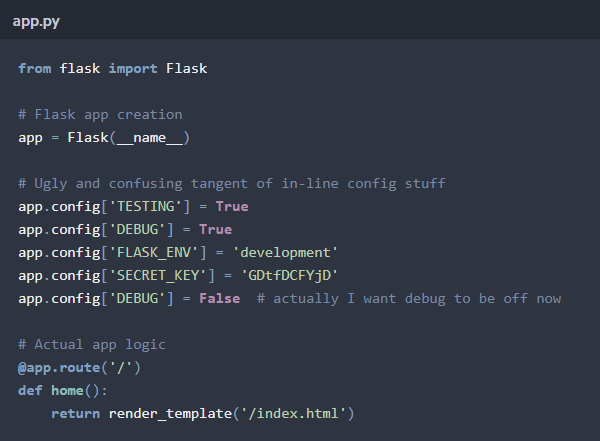 app.py
from flask import Flask
# Flask app creation
app = Flask(__name__)
# Ugly and confusing tangent of in-line config stuff
app.config['TESTING'] = True
app.config['DEBUG'] = True
app.config['FLASK_ENV'] = 'development'
app.config['SECRET_KEY'] = 'GDtfDCFYjD'
app.config['DEBUG'] = False  # actually I want debug to be off now
# Actual app logic
@app.route('/')
def home():
    return render_template('/index.html')